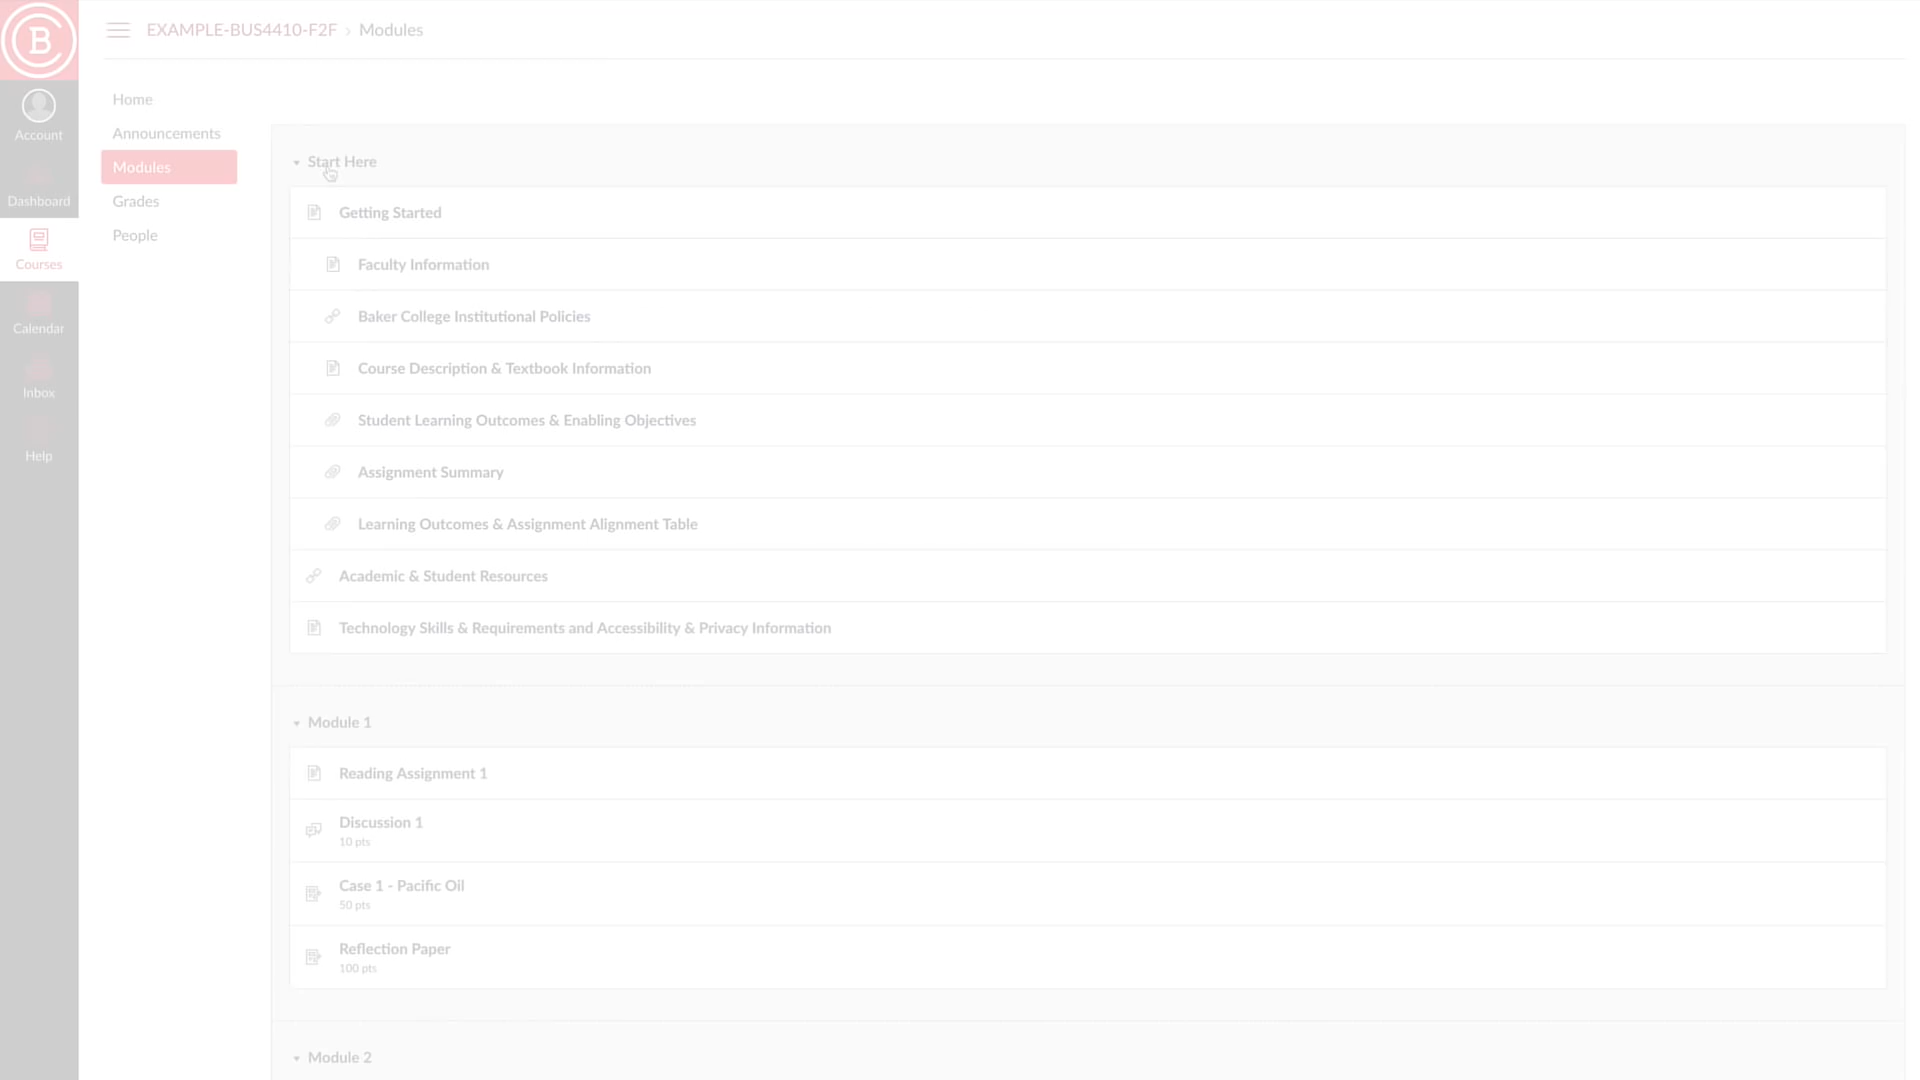 B
EXAMPLE-BUS4410-F2F › Modules
Account
Dashboard
Courses
Calendar
Inbox
Help
Home
Announcements
Modules
Grades
People
Start Here
Getting Started
Faculty Information
Baker College Institutional Policies
Course Description & Textbook Information
Student Learning Outcomes & Enabling Objectives
Assignment Summary
Learning Outcomes & Assignment Alignment Table
Academic & Student Resources
Technology Skills & Requirements and Accessibility & Privacy Information
Module 1
Reading Assignment 1
Discussion 1
10 pts
Case 1 - Pacific Oil
50 pts
Reflection Paper
100 pts
Module 2